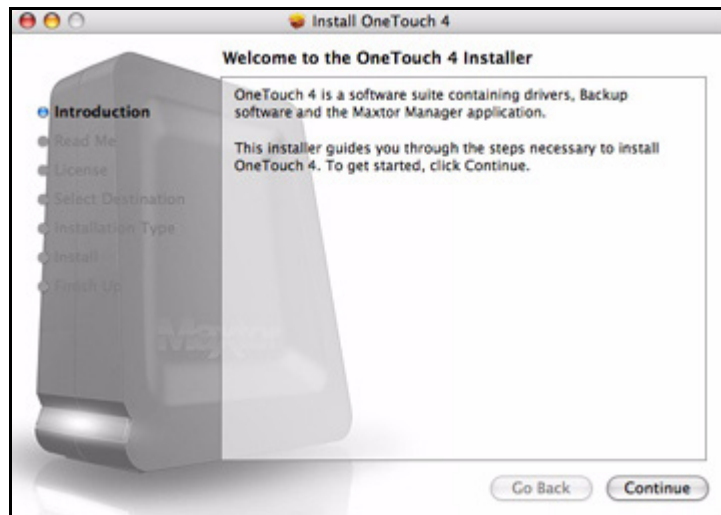 Install OneTouch 4
Welcome to the OneTouch 4 Installer
Introduction
Read Me
License
Select Destination
Installation Type
Install
Finish Up
OneTouch 4 is a software suite containing drivers, Backup
software and the Maxtor Manager application.
This installer guides you through the steps necessary to install
OneTouch 4. To get started, click Continue.
Maxtor
Go Back
Continue